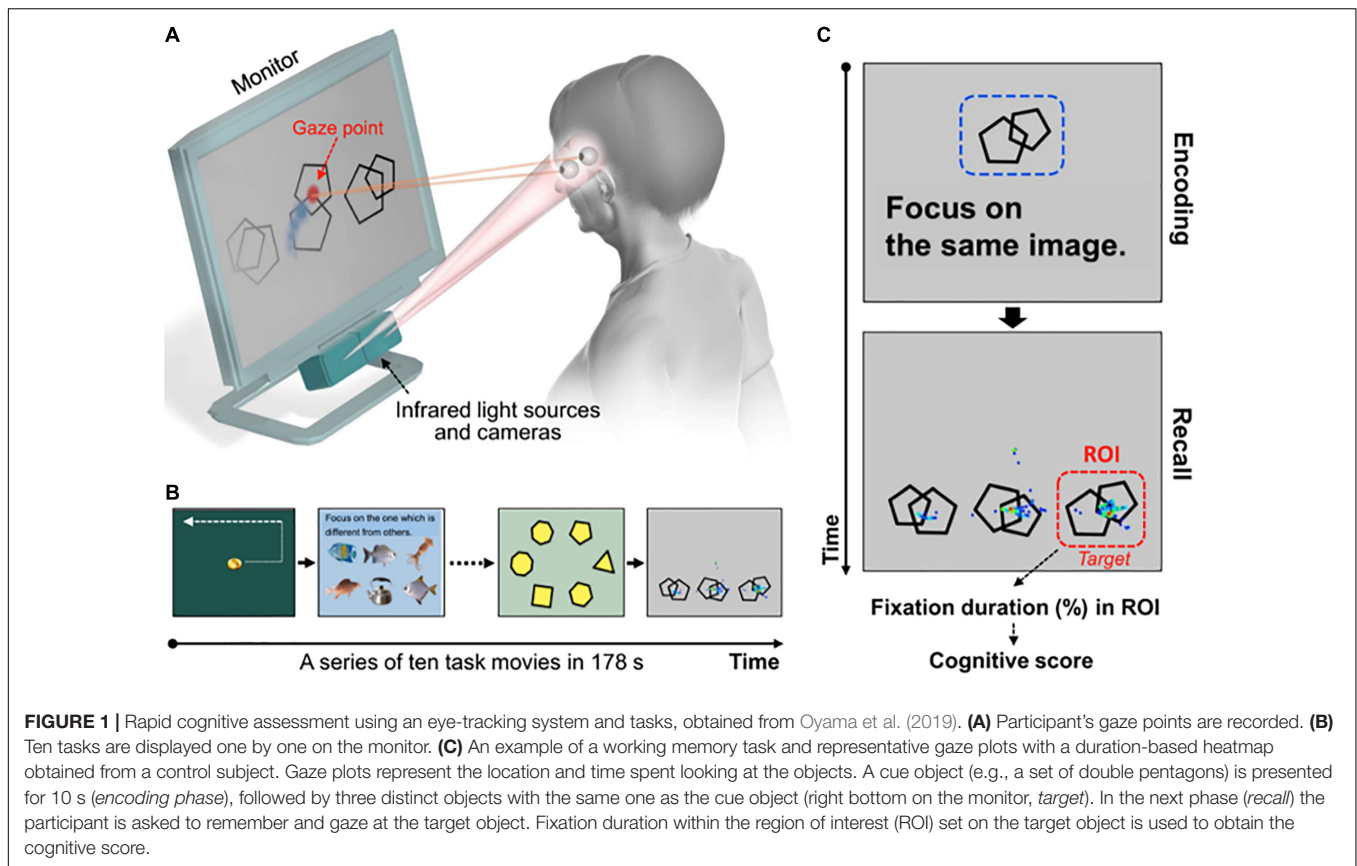 A
Monitor
Gaze point
Infrared light sources
and cameras
B
Focus on the one which is
different from others.
A series of ten task movies in 178 s
Time
C
Focus on
the same image.
Encoding
ROI
Target
Recall
Time
Fixation duration (%) in ROI
Cognitive score
FIGURE 1 | Rapid cognitive assessment using an eye-tracking system and tasks, obtained from Oyama et al. (2019). (A) Participant's gaze points are recorded. (B)
Ten tasks are displayed one by one on the monitor. (C) An example of a working memory task and representative gaze plots with a duration-based heatmap
obtained from a control subject. Gaze plots represent the location and time spent looking at the objects. A cue object (e.g., a set of double pentagons) is presented
for 10 s (encoding phase), followed by three distinct objects with the same one as the cue object (right bottom on the monitor, target). In the next phase (recall) the
participant is asked to remember and gaze at the target object. Fixation duration within the region of interest (ROI) set on the target object is used to obtain the
cognitive score.